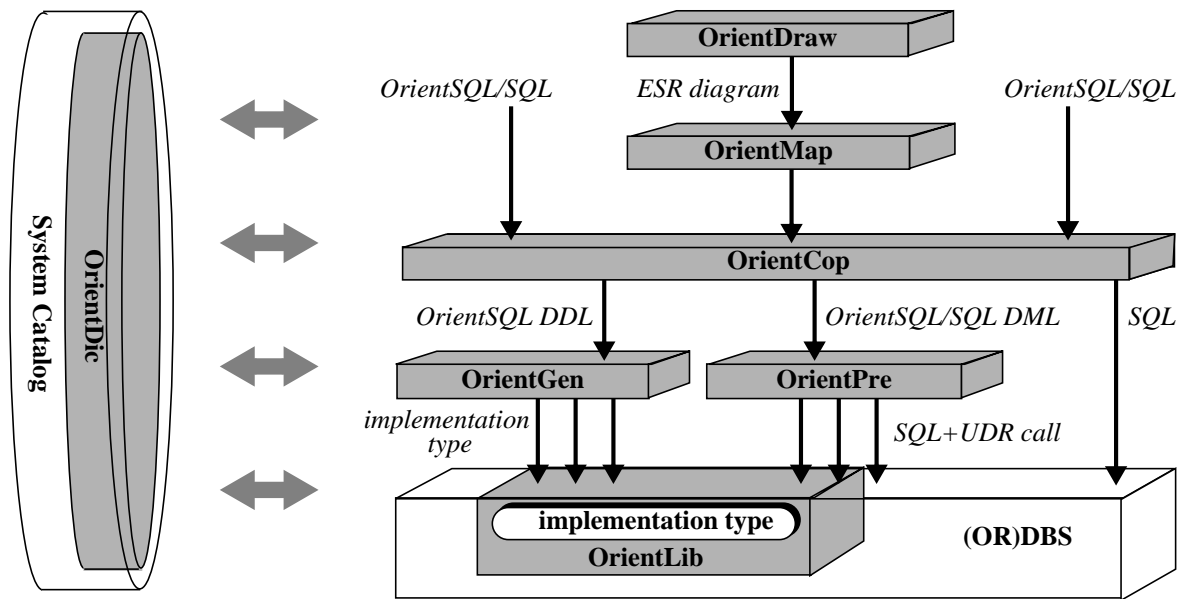 OrientDraw
OrientSQL/SQL
ESR diagram
OrientSQL/SQL
OrientMap
System Catalog
OrientDic
OrientCop
OrientSQL DDL
OrientSQL/SQL DML
SQL
OrientGen
OrientPre
implementation
type
SQL+UDR call
implementation type
OrientLib
(OR)DBS